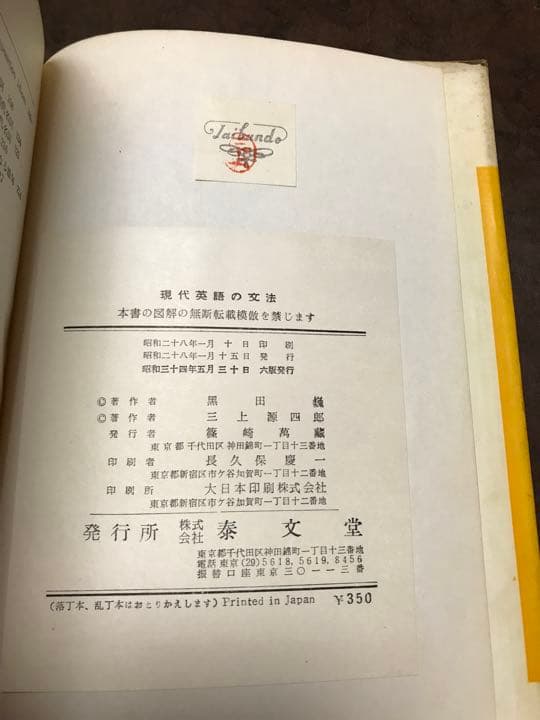 Taibundo
現代英語の文法
本書の図解の無断転載模倣を禁じます
昭和二十八年一月 十 日 印 刷
昭和二十八年一月 十五日 発 行
昭和三十四年五月 三十日 六版発行
©著作者 黒田 巍
©著作者 三上源四郎
発行者 篠崎萬藏
東京都千代田区神田錦町一丁目十三番地
印刷者 長久保慶一
東京都新宿区市ケ谷加賀町一丁目十二番地
印刷所 大日本印刷株式会社
東京都新宿区市ケ谷加賀町一丁目十二番地
発行所 株式会社 泰文堂
東京都千代田区神田錦町一丁目十三番地
電話 東京 (29) 5618, 5619, 8456
振替口座東京三〇一一三番
(落丁本、乱丁本はおとりかえします) Printed in Japan ¥350